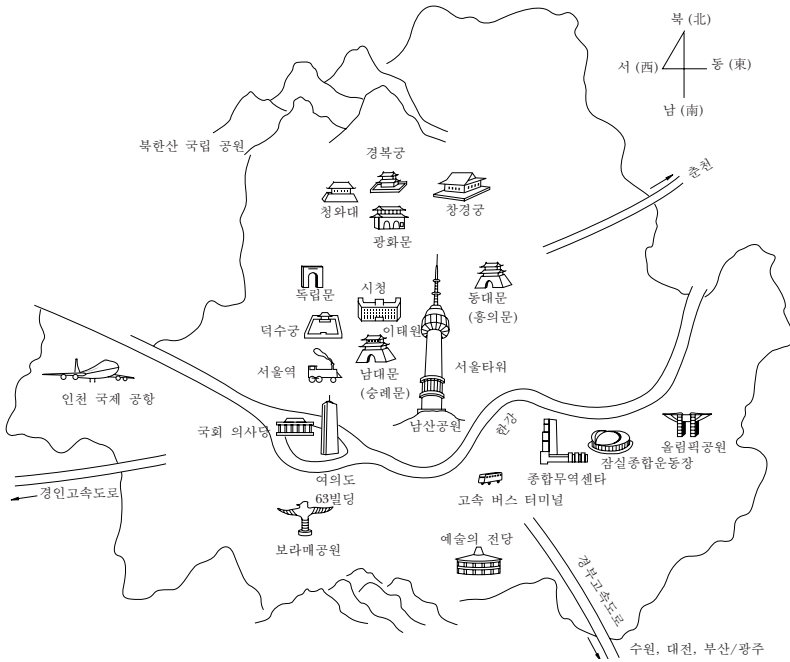 북 (北)
서 (西)
동 (東)
남 (南)
북한산 국립 공원
경복궁
청와대
창경궁
광화문
춘천
독립문
시청
동대문
(흥의문)
덕수궁
이태원
서울역
남대문
(숭례문)
서울타워
인천 국제 공항
남산공원
국회 의사당
한강
올림픽공원
잠실종합운동장
종합무역센타
여의도
63빌딩
고속 버스 터미널
경인고속도로
보라매공원
예술의 전당
경부고속도로
수원, 대전, 부산/광주